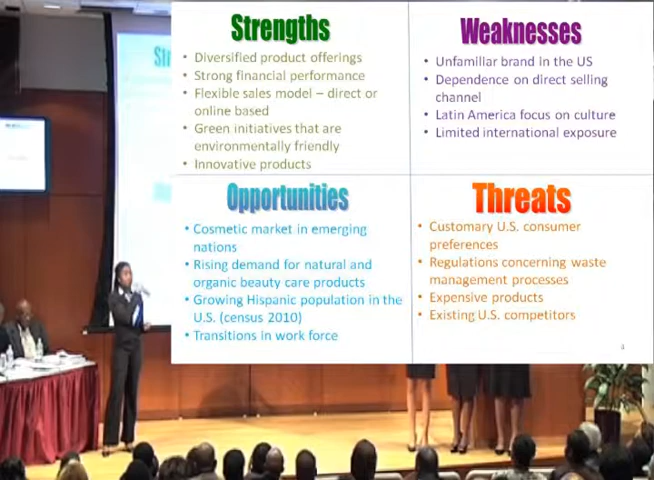 Strengths
• Diversified product offerings
• Strong financial performance
• Flexible sales model – direct or
online based
• Green initiatives that are
environmentally friendly
• Innovative products
Weaknesses
• Unfamiliar brand in the US
• Dependence on direct selling
channel
• Latin America focus on culture
• Limited international exposure
Opportunities
• Cosmetic market in emerging
nations
• Rising demand for natural and
organic beauty care products
• Growing Hispanic population in the
U.S. (census 2010)
• Transitions in work force
Threats
• Customary U.S. consumer
preferences
• Regulations concerning waste
management processes
• Expensive products
• Existing U.S. competitors
4